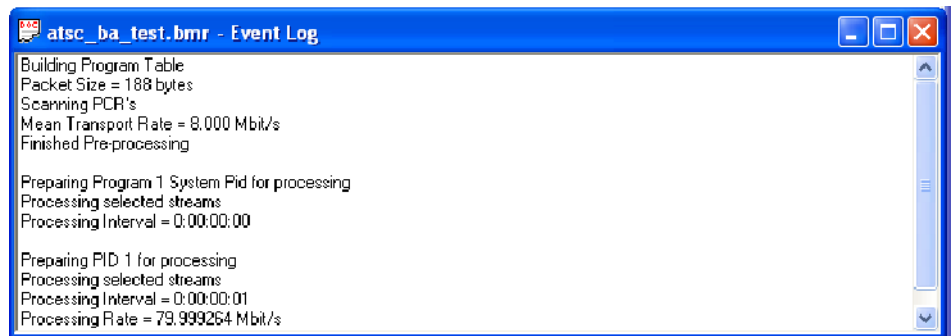 atsc_ba_test.bmr - Event Log
Building Program Table
Packet Size = 188 bytes
Scanning PCR's
Mean Transport Rate = 8.000 Mbit/s
Finished Pre-processing
Preparing Program 1 System Pid for processing
Processing selected streams
Processing Interval = 0:00:00:00
Preparing PID 1 for processing
Processing selected streams
Processing Interval = 0:00:00:01
Processing Rate = 79.999264 Mbit/s